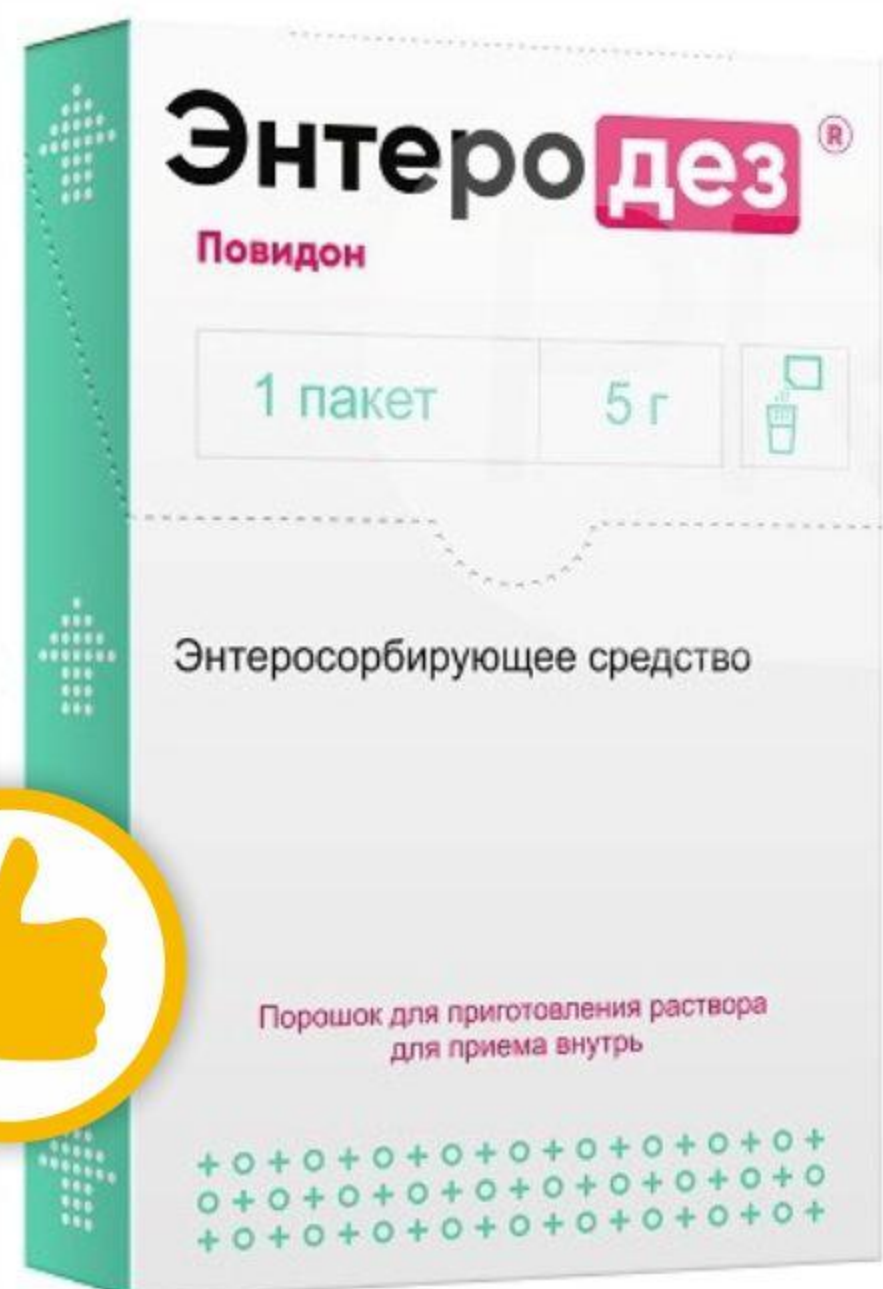 Энтеродез ®
Повидон
1 пакет 5 г
Энтеросорбирующее средство
Порошок для приготовления раствора
для приема внутрь